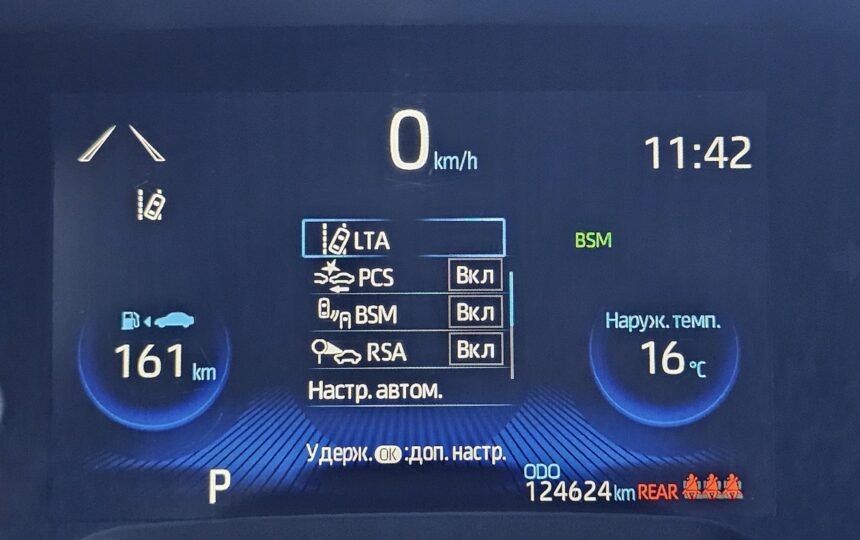 0 km/h
11:42
LTA
BSM
PCS Вкл
BSM Вкл
RSA Вкл
Настр. автом.
161 km
Наруж. темп.
16 °C
Удерж. OK :доп. настр.
P
ODO
124624 km REAR